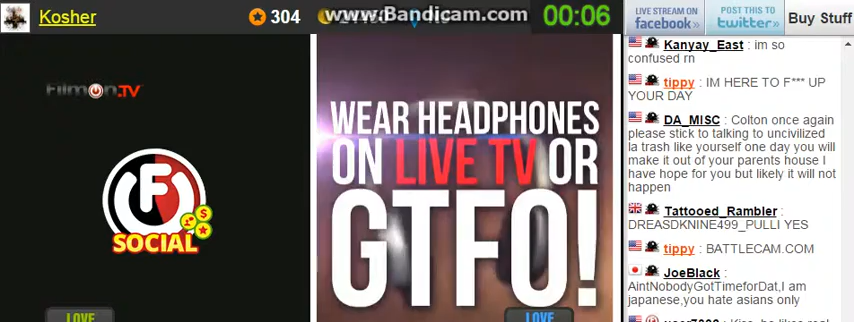 Kosher
304
www.Bandicam.com
00:06
LIVE STREAM ON
facebook»
POST THIS TO
twitter»
Buy Stuff
FilmOn.TV
F
SOCIAL
$
LOVE
WEAR HEADPHONES
ON LIVE TV OR
GTFO!
LOVE
Kanyay_East : im so
confused rn
tippy : IM HERE TO F*** UP
YOUR DAY
DA_MISC : Colton once again
please stick to talking to uncivilized
la trash like yourself one day you will
make it out of your parents house I
have hope for you but likely it will not
happen
Tattooed_Rambler :
DREASDKNINE499_PULLI YES
tippy : BATTLECAM.COM
JoeBlack :
AintNobodyGotTimeforDat,I am
japanese,you hate asians only